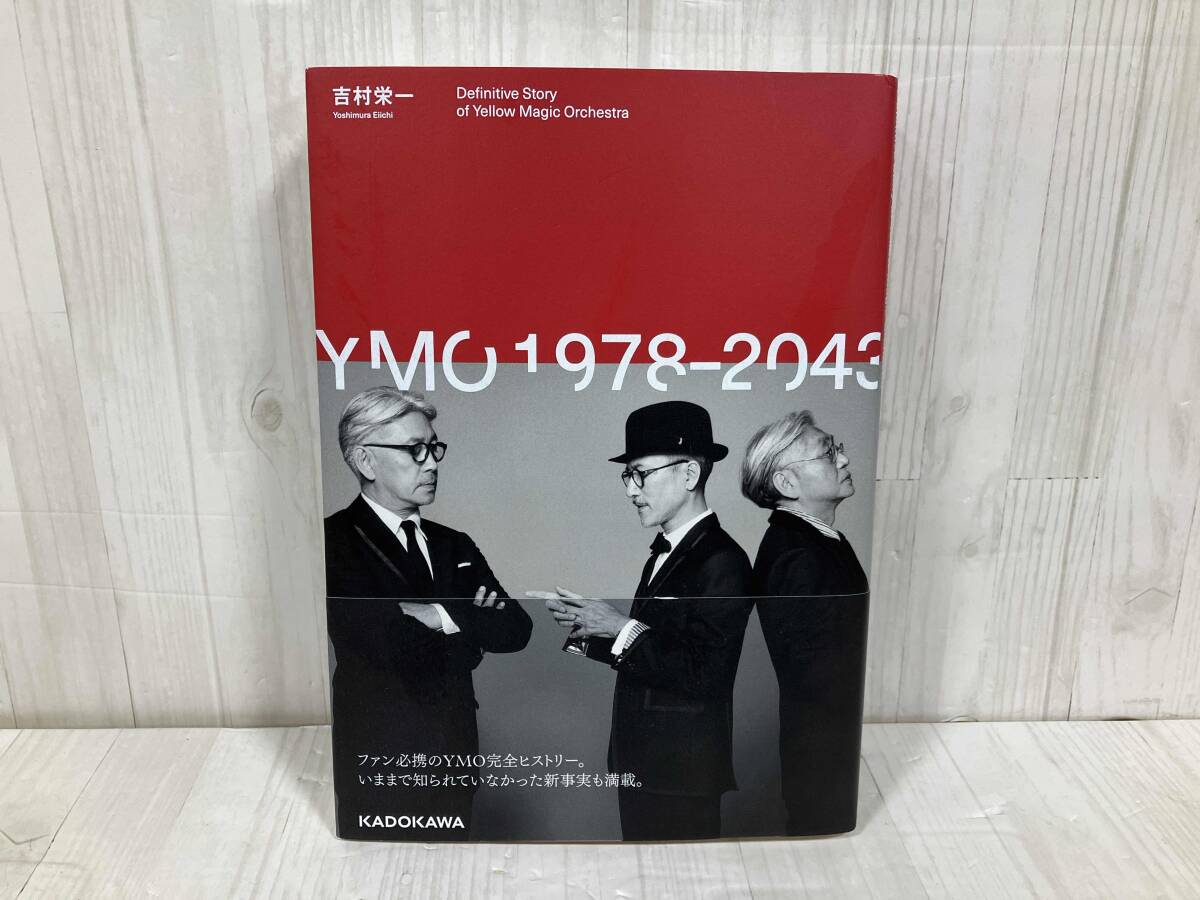 吉村栄一
Yoshimura Eiichi
Definitive Story
of Yellow Magic Orchestra
YMO 1978–2043
ファン必携のYMO完全ヒストリー。
いままで知られていなかった新事実も満載。
KADOKAWA